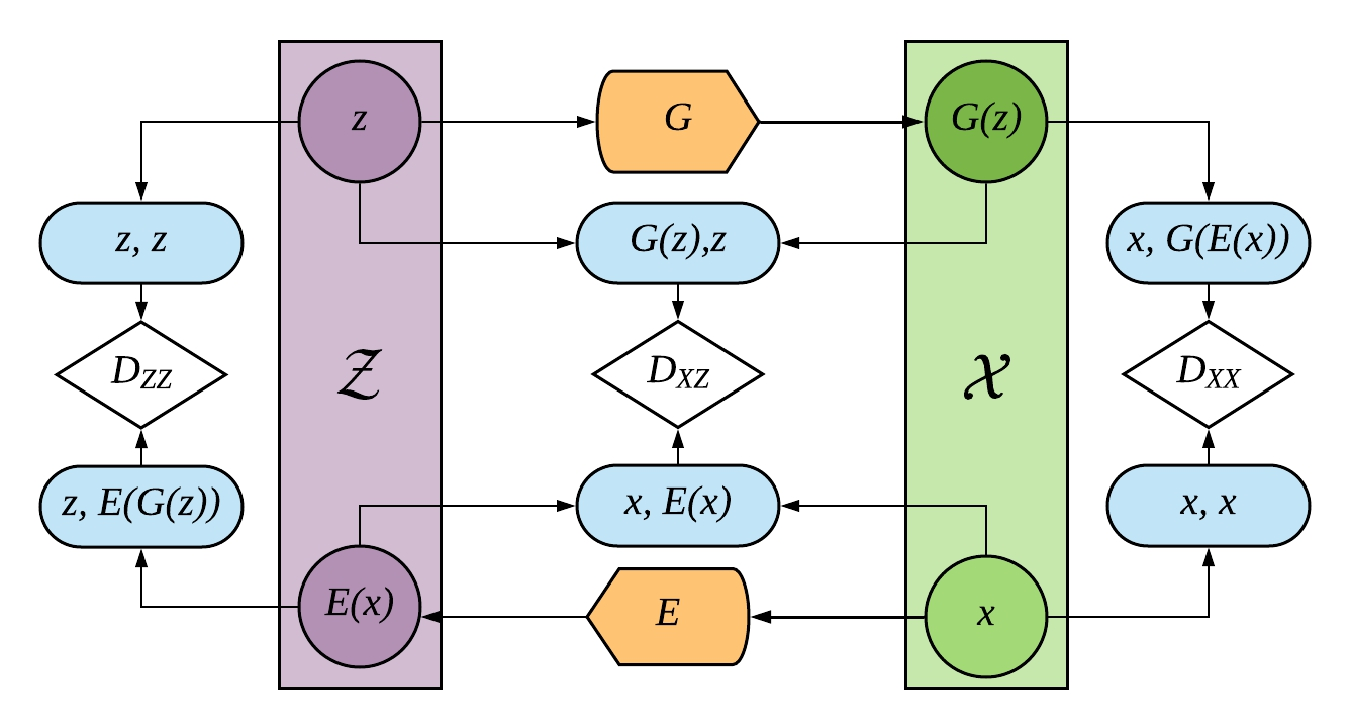 z
G
G(z)
z, z
G(z),z
x, G(E(x))
D_ZZ
𝒵
D_XZ
𝒳
D_XX
z, E(G(z))
x, E(x)
x, x
E(x)
E
x